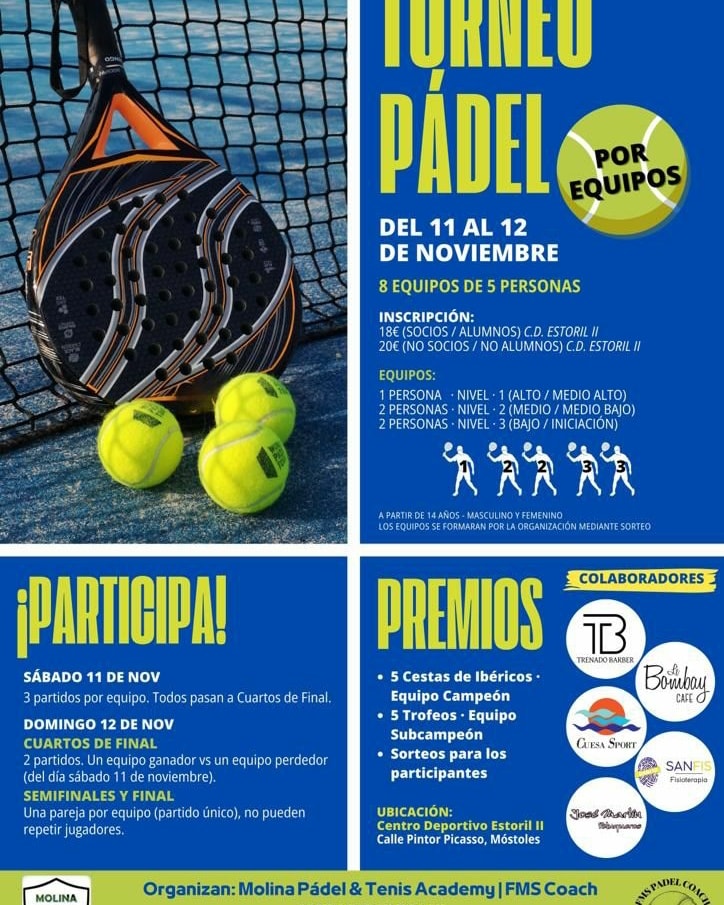 TORNEO
PÁDEL
POR
EQUIPOS
DEL 11 AL 12
DE NOVIEMBRE
8 EQUIPOS DE 5 PERSONAS
INSCRIPCIÓN:
18€ (SOCIOS / ALUMNOS) C.D. ESTORIL II
20€ (NO SOCIOS / NO ALUMNOS) C.D. ESTORIL II
EQUIPOS:
1 PERSONA · NIVEL · 1 (ALTO / MEDIO ALTO)
2 PERSONAS · NIVEL · 2 (MEDIO / MEDIO BAJO)
2 PERSONAS · NIVEL · 3 (BAJO / INICIACIÓN)
1 2 2 3 3
A PARTIR DE 14 AÑOS - MASCULINO Y FEMENINO
LOS EQUIPOS SE FORMARAN POR LA ORGANIZACIÓN MEDIANTE SORTEO
¡PARTICIPA!
SÁBADO 11 DE NOV
3 partidos por equipo. Todos pasan a Cuartos de Final.
DOMINGO 12 DE NOV
CUARTOS DE FINAL
2 partidos. Un equipo ganador vs un equipo perdedor
(del día sábado 11 de noviembre).
SEMIFINALES Y FINAL
Una pareja por equipo (partido único), no pueden
repetir jugadores.
PREMIOS
• 5 Cestas de Ibéricos ·
Equipo Campeón
• 5 Trofeos · Equipo
Subcampeón
• Sorteos para los
participantes
UBICACIÓN:
Centro Deportivo Estoril II
Calle Pintor Picasso, Móstoles
COLABORADORES
TB
TRENADO BARBER
Le
Bombay
CAFE
CUESA SPORT
SANFIS
Fisioterapia
José Martín
Peluqueros
MOLINA
Organizan: Molina Pádel & Tenis Academy | FMS Coach
FMS PADEL COACH